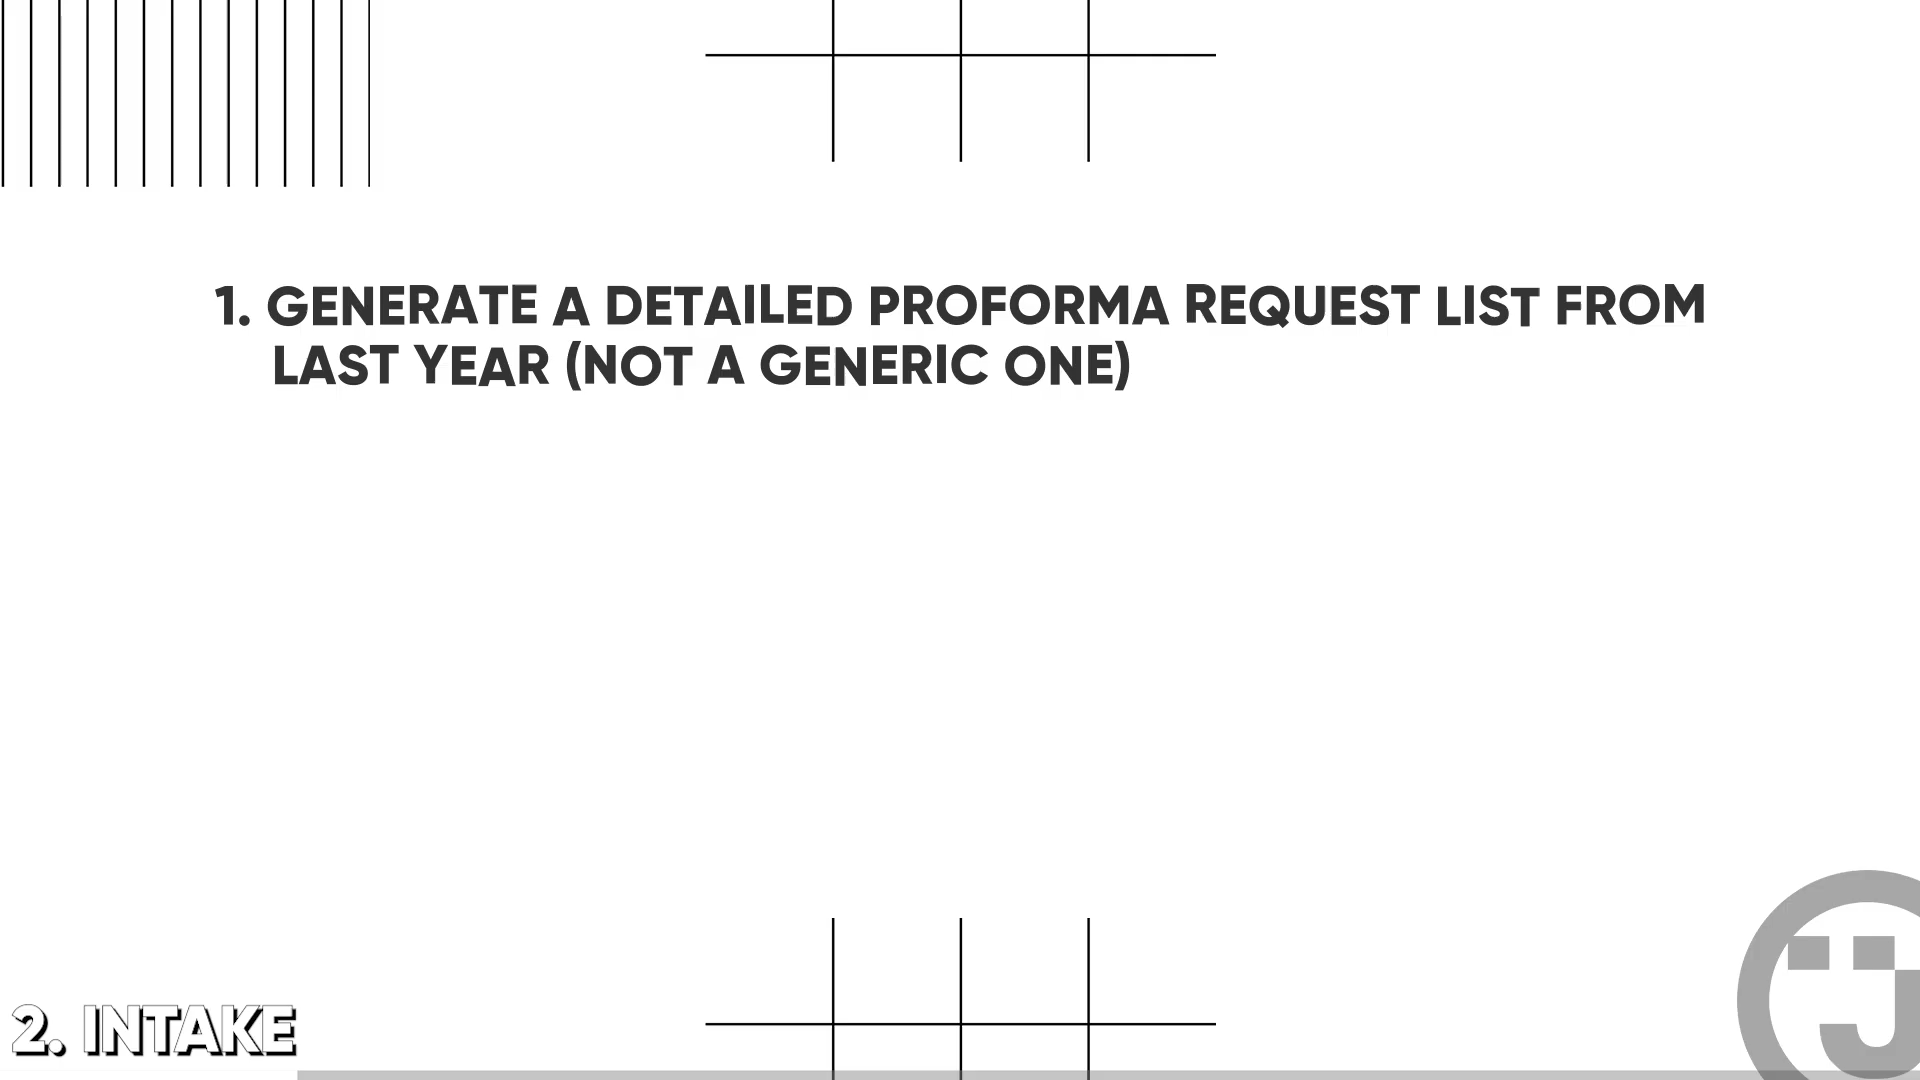 1. GENERATE A DETAILED PROFORMA REQUEST LIST FROM
LAST YEAR (NOT A GENERIC ONE)
2. INTAKE